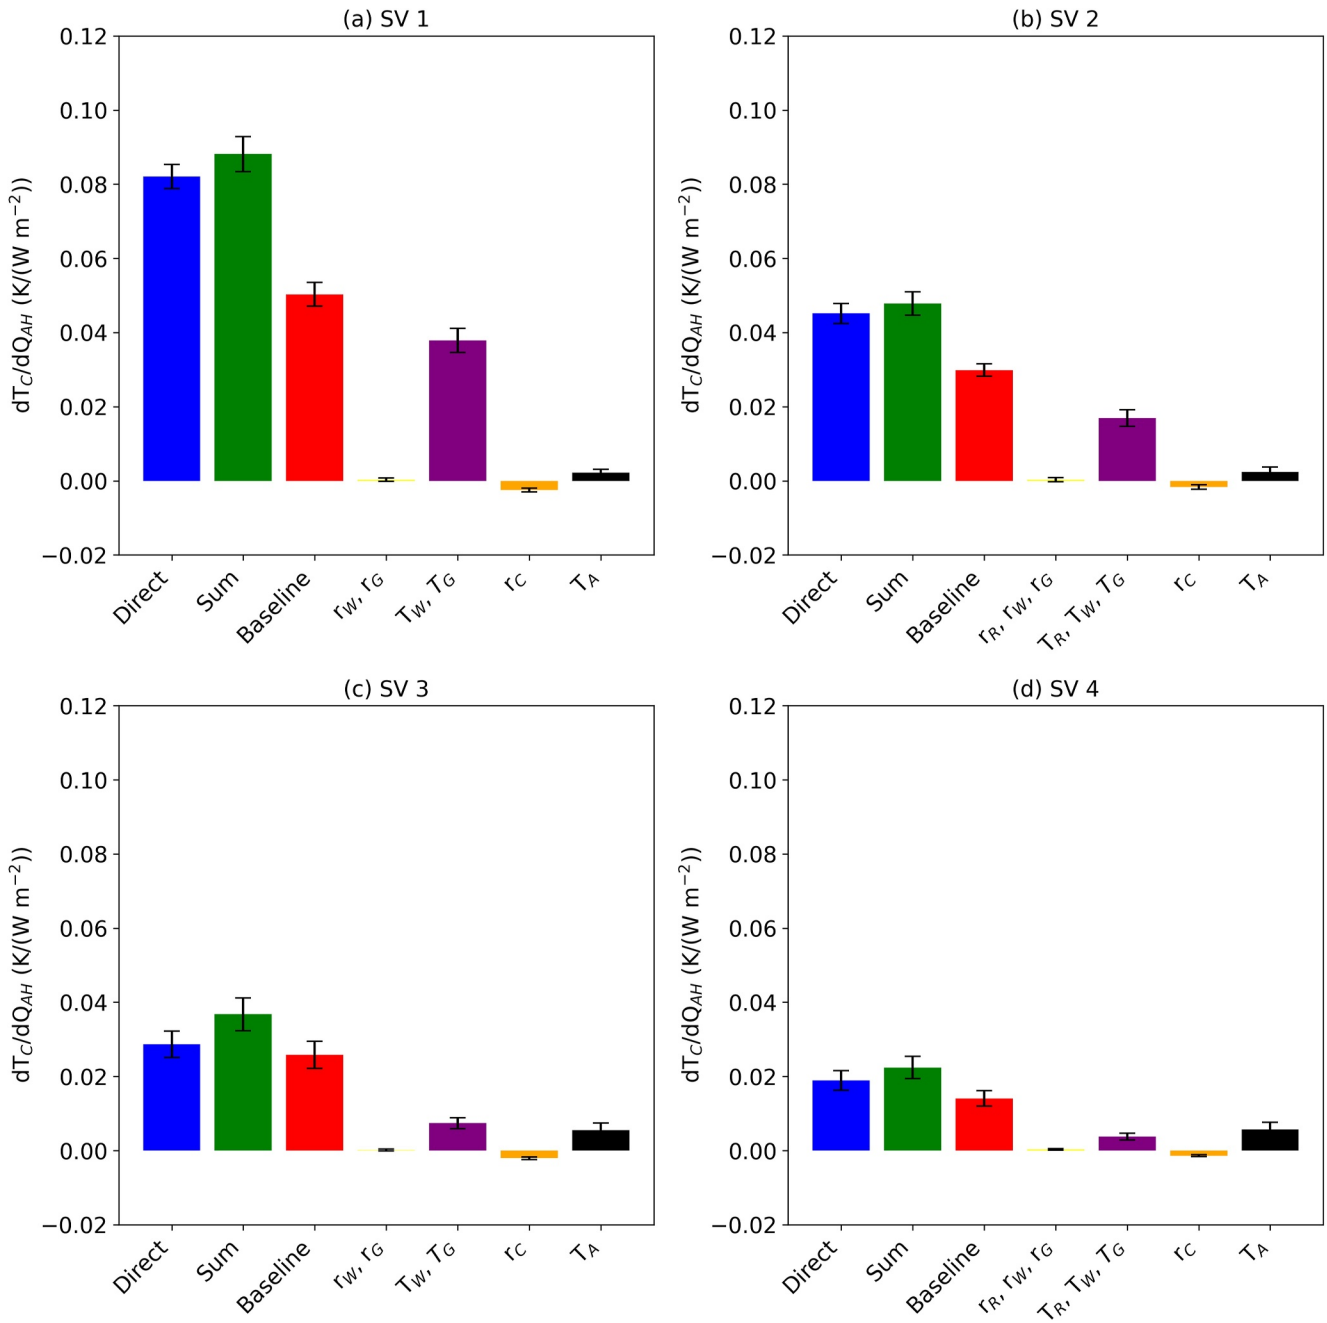 (a) SV 1
dT_C/dQ_AH (K/(W m⁻²))
0.12
0.10
0.08
0.06
0.04
0.02
0.00
−0.02
Direct
Sum
Baseline
r_W, r_G
T_W, T_G
r_C
T_A
(b) SV 2
dT_C/dQ_AH (K/(W m⁻²))
0.12
0.10
0.08
0.06
0.04
0.02
0.00
−0.02
Direct
Sum
Baseline
r_R, r_W, r_G
T_R, T_W, T_G
r_C
T_A
(c) SV 3
dT_C/dQ_AH (K/(W m⁻²))
0.12
0.10
0.08
0.06
0.04
0.02
0.00
−0.02
Direct
Sum
Baseline
r_W, r_G
T_W, T_G
r_C
T_A
(d) SV 4
dT_C/dQ_AH (K/(W m⁻²))
0.12
0.10
0.08
0.06
0.04
0.02
0.00
−0.02
Direct
Sum
Baseline
r_R, r_W, r_G
T_R, T_W, T_G
r_C
T_A